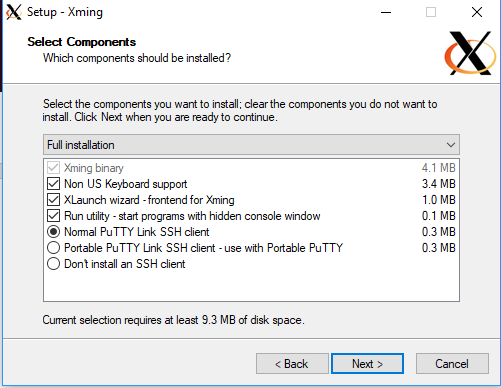 Setup - Xming
Select Components
Which components should be installed?
Select the components you want to install; clear the components you do not want to
install. Click Next when you are ready to continue.
Full installation
Xming binary 4.1 MB
Non US Keyboard support 3.4 MB
XLaunch wizard - frontend for Xming 1.0 MB
Run utility - start programs with hidden console window 0.1 MB
Normal PuTTY Link SSH client 0.3 MB
Portable PuTTY Link SSH client - use with Portable PuTTY 0.3 MB
Don't install an SSH client
Current selection requires at least 9.3 MB of disk space.
< Back Next > Cancel